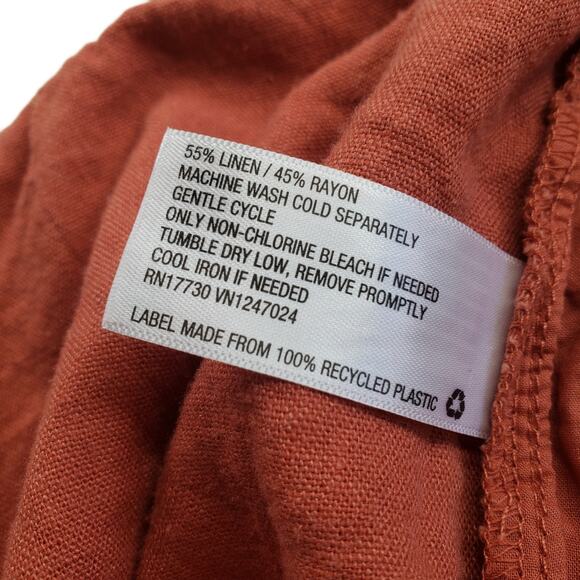 55% LINEN / 45% RAYON
MACHINE WASH COLD SEPARATELY
GENTLE CYCLE
ONLY NON-CHLORINE BLEACH IF NEEDED
TUMBLE DRY LOW, REMOVE PROMPTLY
COOL IRON IF NEEDED
RN17730 VN1247024
LABEL MADE FROM 100% RECYCLED PLASTIC